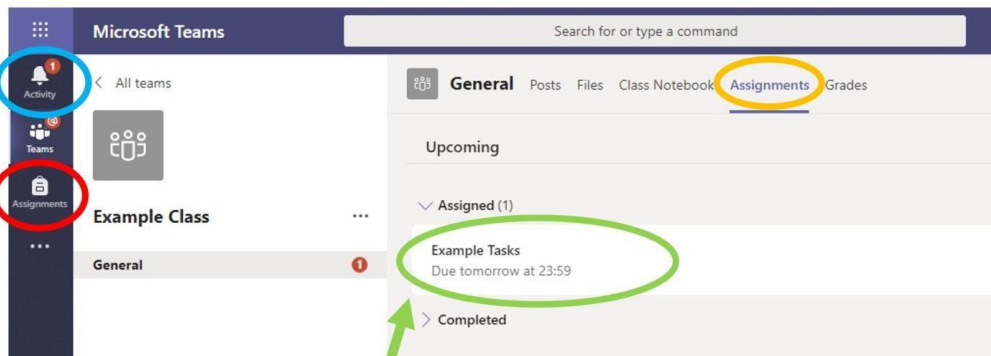 Microsoft Teams
Search for or type a command
1
Activity
@
Teams
Assignments
All teams
Example Class
General
1
General Posts Files Class Notebook Assignments Grades
Upcoming
Assigned (1)
Example Tasks
Due tomorrow at 23:59
Completed